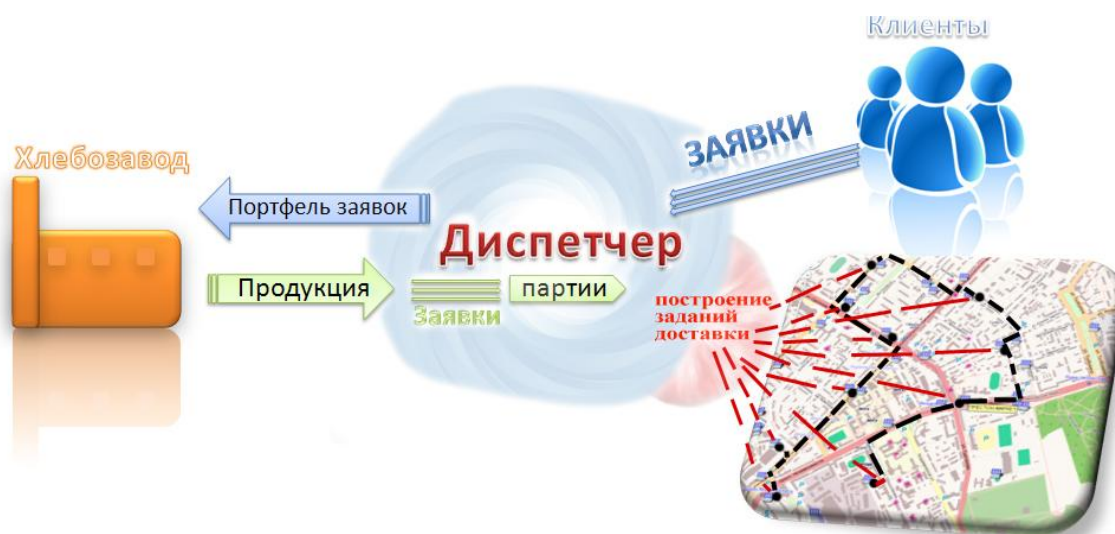 Клиенты
ЗАЯВКИ
Хлебозавод
Портфель заявок
Диспетчер
Продукция
Заявки
партии
построение
заданий
доставки